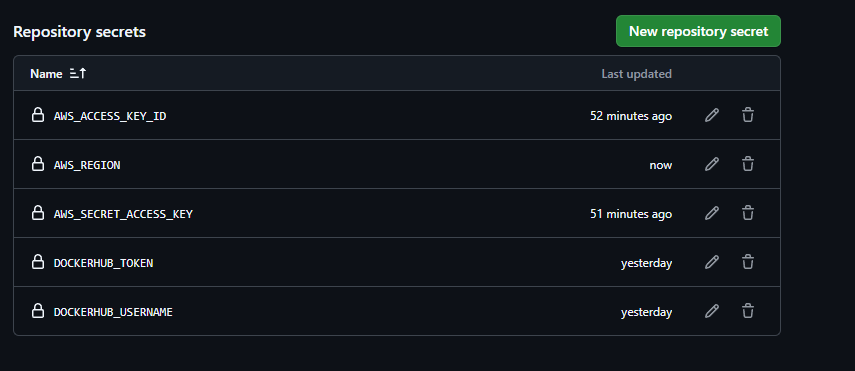 Repository secrets
New repository secret
Name
Last updated
AWS_ACCESS_KEY_ID
52 minutes ago
AWS_REGION
now
AWS_SECRET_ACCESS_KEY
51 minutes ago
DOCKERHUB_TOKEN
yesterday
DOCKERHUB_USERNAME
yesterday